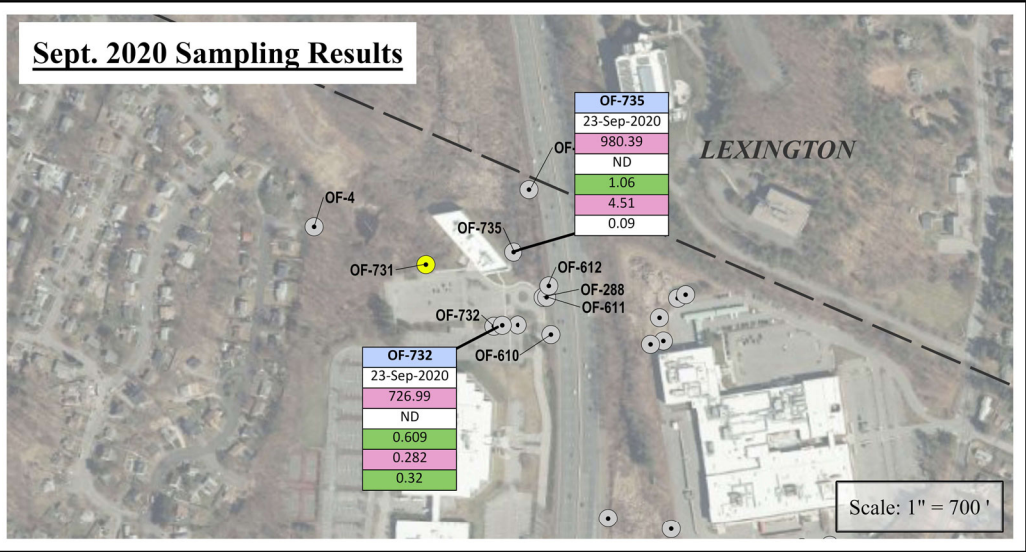 Sept. 2020 Sampling Results
OF-735
23-Sep-2020
980.39
ND
1.06
4.51
0.09
LEXINGTON
OF-
OF-4
OF-735
OF-731
OF-612
OF-288
OF-611
OF-732
OF-610
OF-732
23-Sep-2020
726.99
ND
0.609
0.282
0.32
Scale: 1" = 700 '